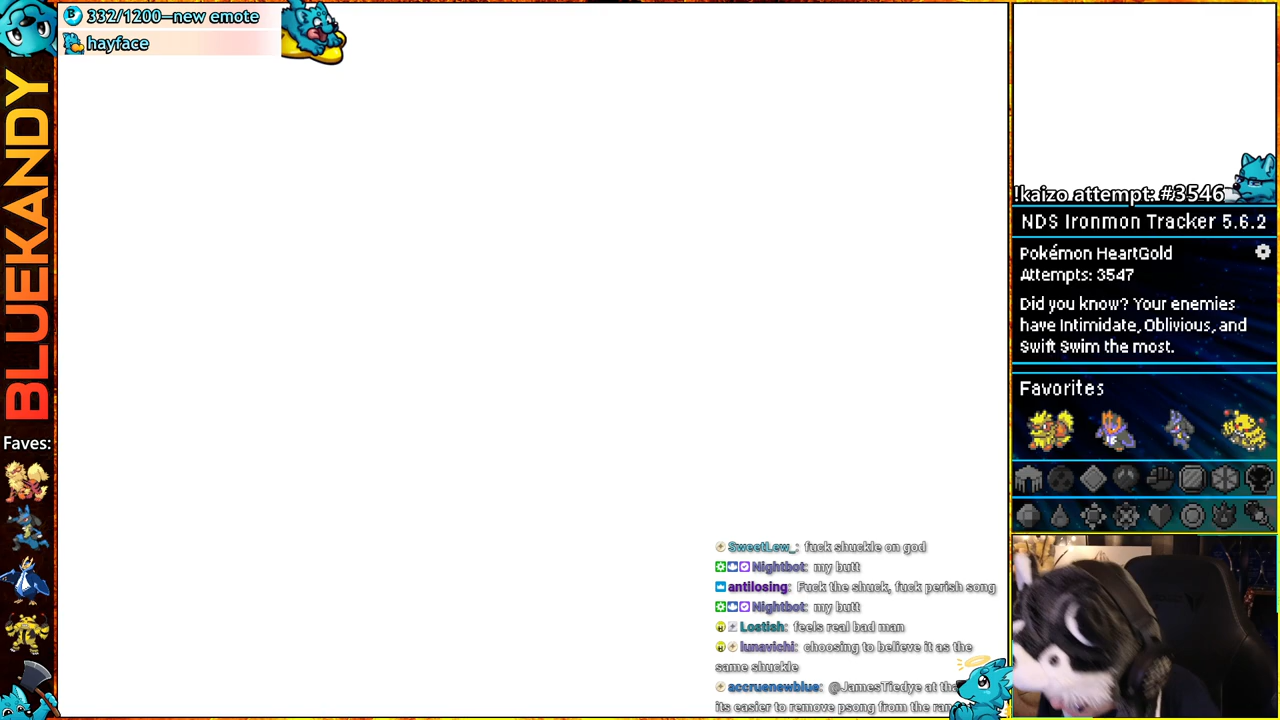 332/1200—new emote
hayface
BLUEKANDY
Faves:
!kaizo attempt: #3546
NDS Ironmon Tracker 5.6.2
Pokémon HeartGold
Attempts: 3547
Did you know? Your enemies
have Intimidate, Oblivious, and
Swift Swim the most.
Favorites
SweetLew_: fuck shuckle on god
Nightbot: my butt
antilosing: Fuck the shuck, fuck perish song
Nightbot: my butt
Lostish: feels real bad man
lunavichi: choosing to believe it as the
same shuckle
accruenewblue: @JamesTiedye at
its easier to remove psong from the